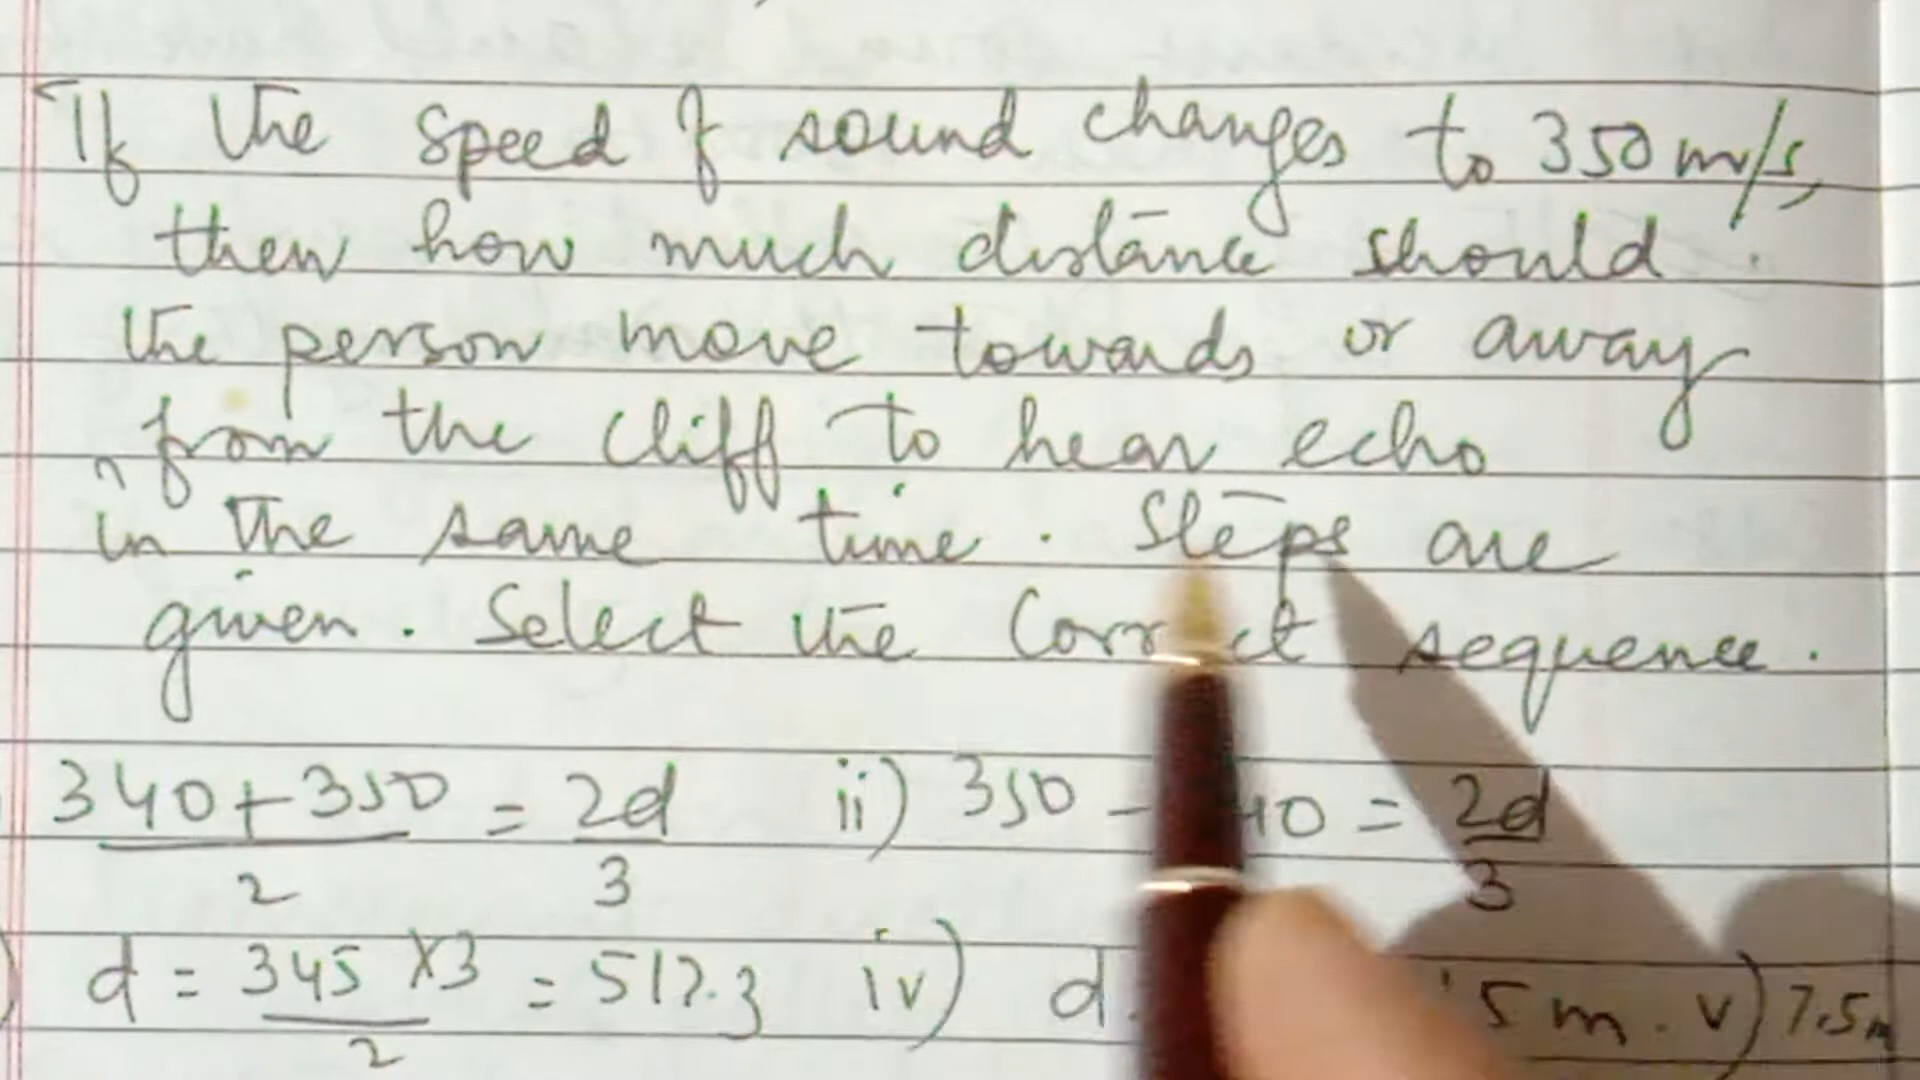 If the speed of sound changes to 350 m/s,
then how much distance should
the person move towards or away
from the cliff to hear echo
in the same time. Steps are
given. Select the Correct sequence.
340+350/2 = 2d/3 ii) 350 - 40 = 2d/3
) d = 345 X3/2 = 517.3 iv) d 5 m. v) 7.5m